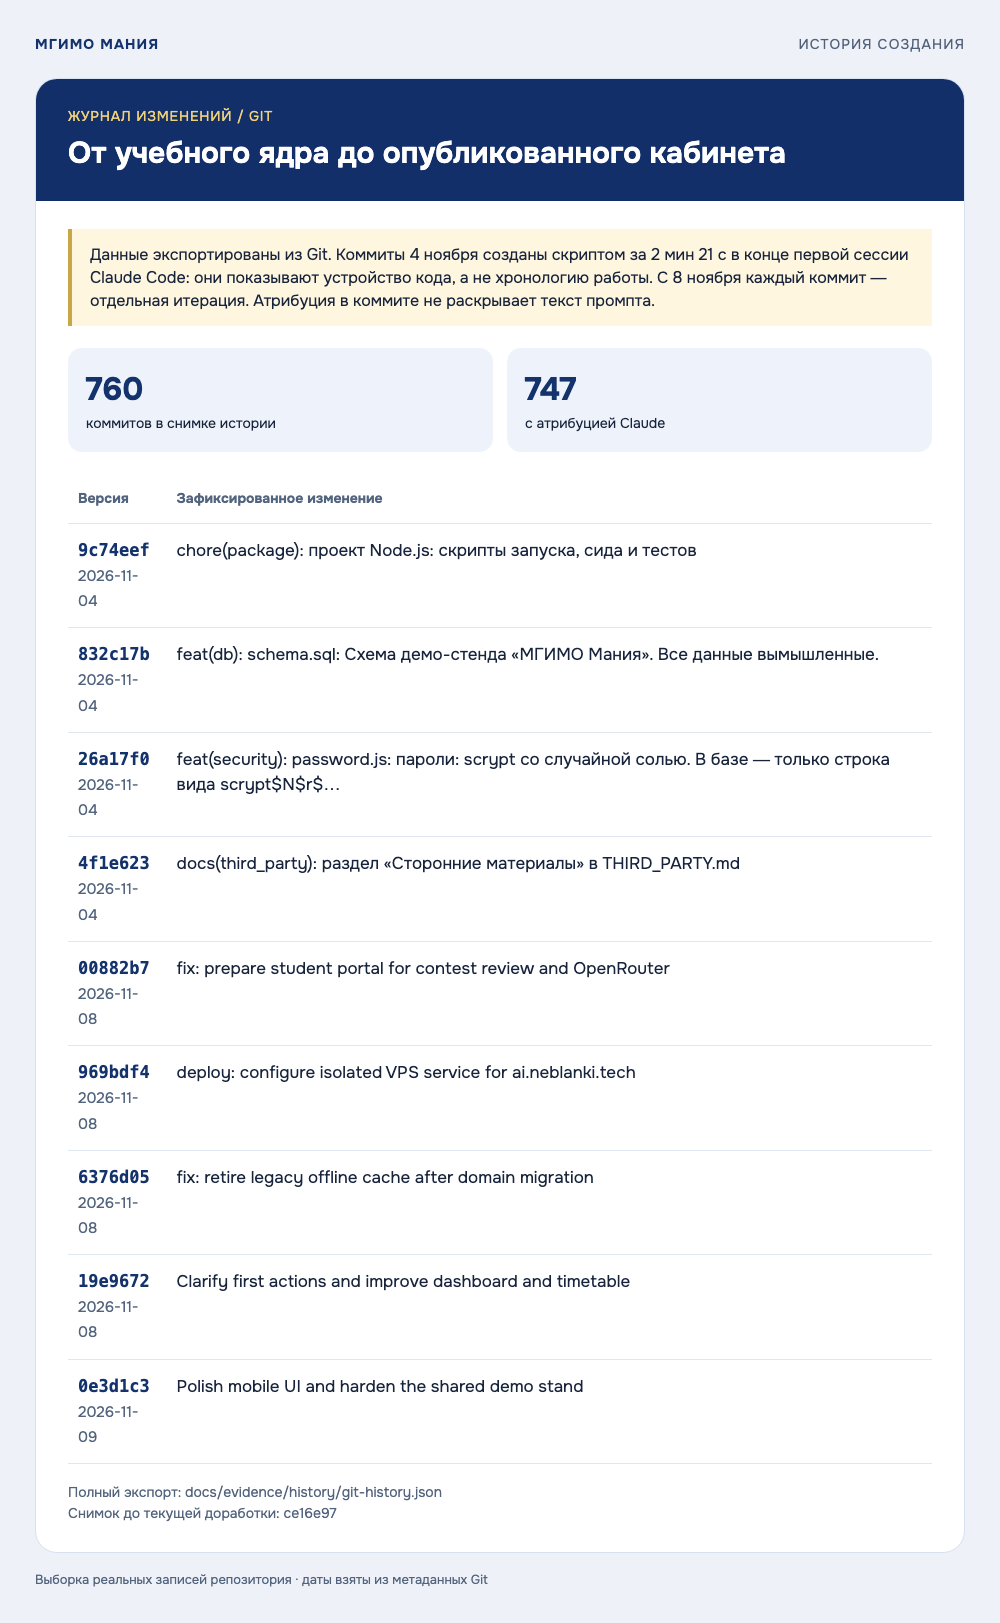 МГИМО МАНИЯ
ИСТОРИЯ СОЗДАНИЯ
ЖУРНАЛ ИЗМЕНЕНИЙ / GIT
От учебного ядра до опубликованного кабинета
Данные экспортированы из Git. Коммиты 4 ноября созданы скриптом за 2 мин 21 с в конце первой сессии
Claude Code: они показывают устройство кода, а не хронологию работы. С 8 ноября каждый коммит —
отдельная итерация. Атрибуция в коммите не раскрывает текст промпта.
760
коммитов в снимке истории
747
с атрибуцией Claude
Версия
Зафиксированное изменение
9c74eef
chore(package): проект Node.js: скрипты запуска, сида и тестов
2026-11-
04
832c17b
feat(db): schema.sql: Схема демо-стенда «МГИМО Мания». Все данные вымышленные.
2026-11-
04
26a17f0
feat(security): password.js: пароли: scrypt со случайной солью. В базе — только строка
вида scrypt$N$r$…
2026-11-
04
4f1e623
docs(third_party): раздел «Сторонние материалы» в THIRD_PARTY.md
2026-11-
04
00882b7
fix: prepare student portal for contest review and OpenRouter
2026-11-
08
969bdf4
deploy: configure isolated VPS service for ai.neblanki.tech
2026-11-
08
6376d05
fix: retire legacy offline cache after domain migration
2026-11-
08
19e9672
Clarify first actions and improve dashboard and timetable
2026-11-
08
0e3d1c3
Polish mobile UI and harden the shared demo stand
2026-11-
09
Полный экспорт: docs/evidence/history/git-history.json
Снимок до текущей доработки: ce16e97
Выборка реальных записей репозитория · даты взяты из метаданных Git